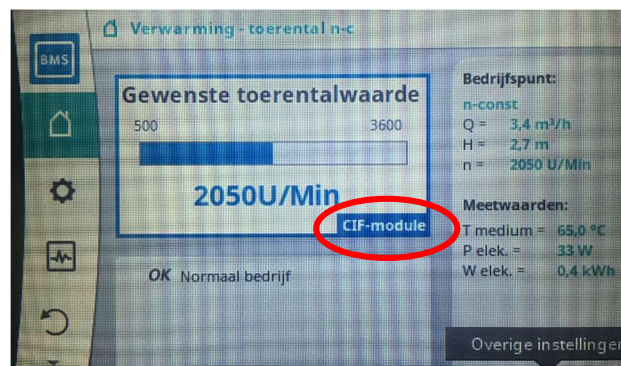 Verwarming - toerental n-c
BMS
Gewenste toerentalwaarde
500 3600
2050U/Min
CIF-module
OK Normaal bedrijf
Bedrijfspunt:
n-const
Q = 3,4 m³/h
H = 2,7 m
n = 2050 U/Min
Meetwaarden:
T medium = 65,0 °C
P elek. = 33 W
W elek. = 0,4 kWh
Overige instellingen